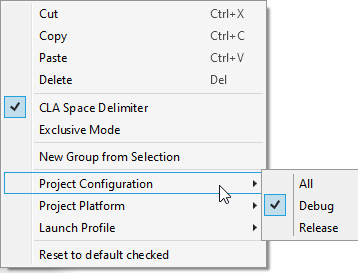 Cut Ctrl+X
Copy Ctrl+C
Paste Ctrl+V
Delete Del
CLA Space Delimiter
Exclusive Mode
New Group from Selection
Project Configuration
All
Project Platform
Debug
Launch Profile
Release
Reset to default checked